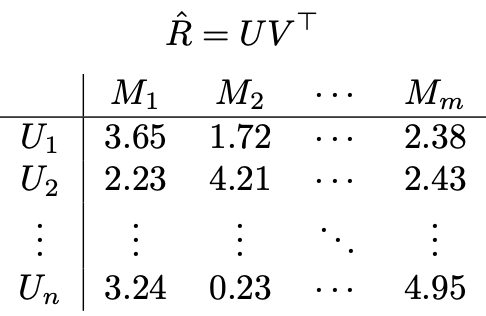 R̂ = UV⊤
M₁ M₂ ⋯ Mₘ
U₁ 3.65 1.72 ⋯ 2.38
U₂ 2.23 4.21 ⋯ 2.43
⋮ ⋮ ⋮ ⋱ ⋮
Uₙ 3.24 0.23 ⋯ 4.95